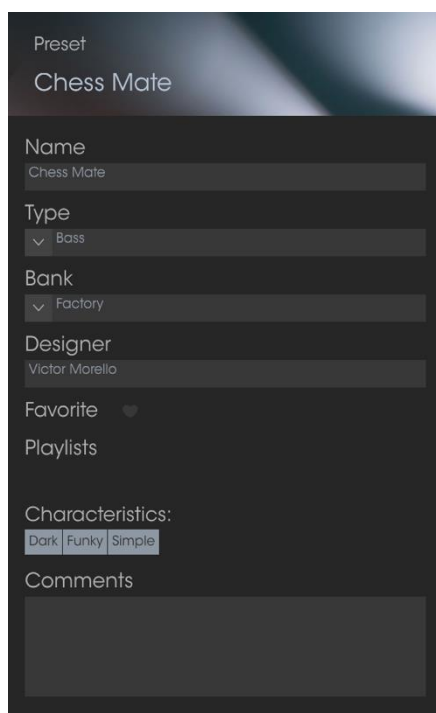 Preset
Chess Mate
Name
Chess Mate
Type
Bass
Bank
Factory
Designer
Victor Morello
Favorite
Playlists
Characteristics:
Dark Funky Simple
Comments